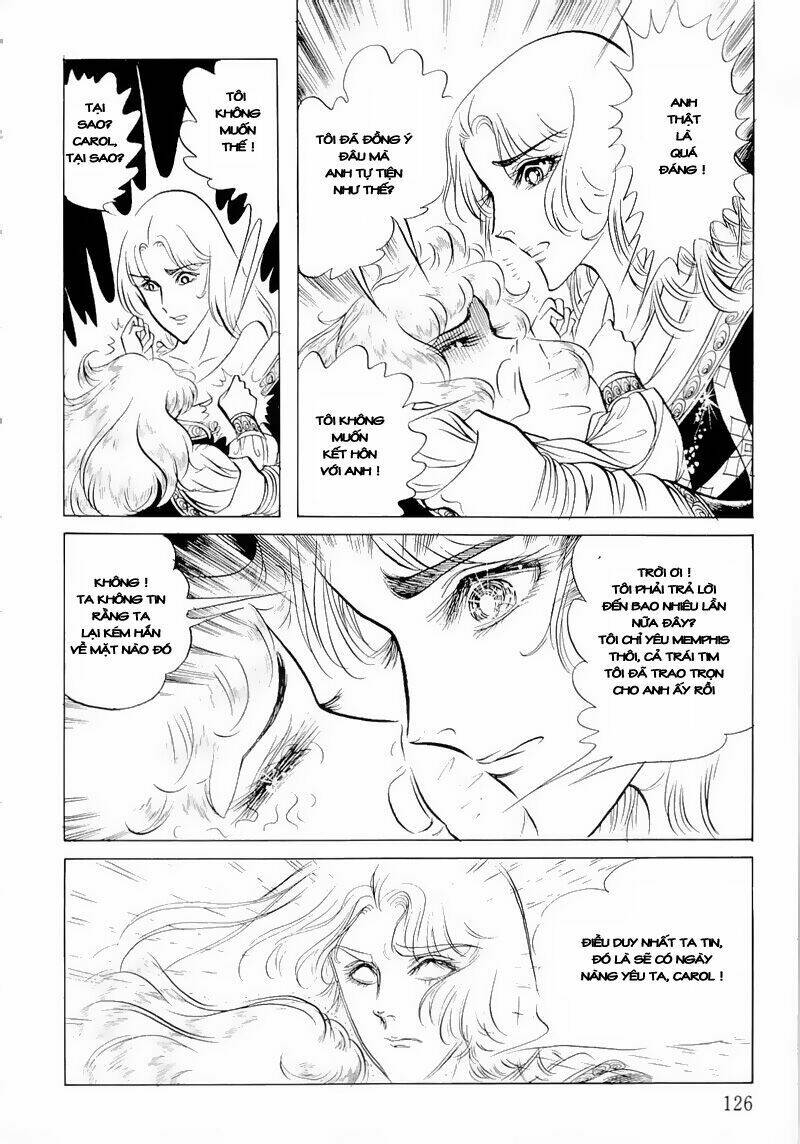 ANH
THẬT
LÀ
QUÁ
ĐÁNG !
TÔI ĐÃ ĐỒNG Ý
ĐÂU MÀ
ANH TỰ TIỆN
NHƯ THẾ?
TÔI KHÔNG
MUỐN
KẾT HÔN
VỚI ANH !
TÔI
KHÔNG
MUỐN
THẾ !
TẠI
SAO?
CAROL,
TẠI SAO?
TRỜI ƠI !
TÔI PHẢI TRẢ LỜI
ĐẾN BAO NHIÊU LẦN
NỮA ĐÂY?
TÔI CHỈ YÊU MEMPHIS
THÔI, CẢ TRÁI TIM
TÔI ĐÃ TRAO TRỌN
CHO ANH ẤY RỒI
KHÔNG !
TA KHÔNG TIN
RẰNG TA
LẠI KÉM HẮN
VỀ MẶT NÀO ĐÓ
ĐIỀU DUY NHẤT TA TIN,
ĐÓ LÀ SẼ CÓ NGÀY
NÀNG YÊU TA, CAROL !
126